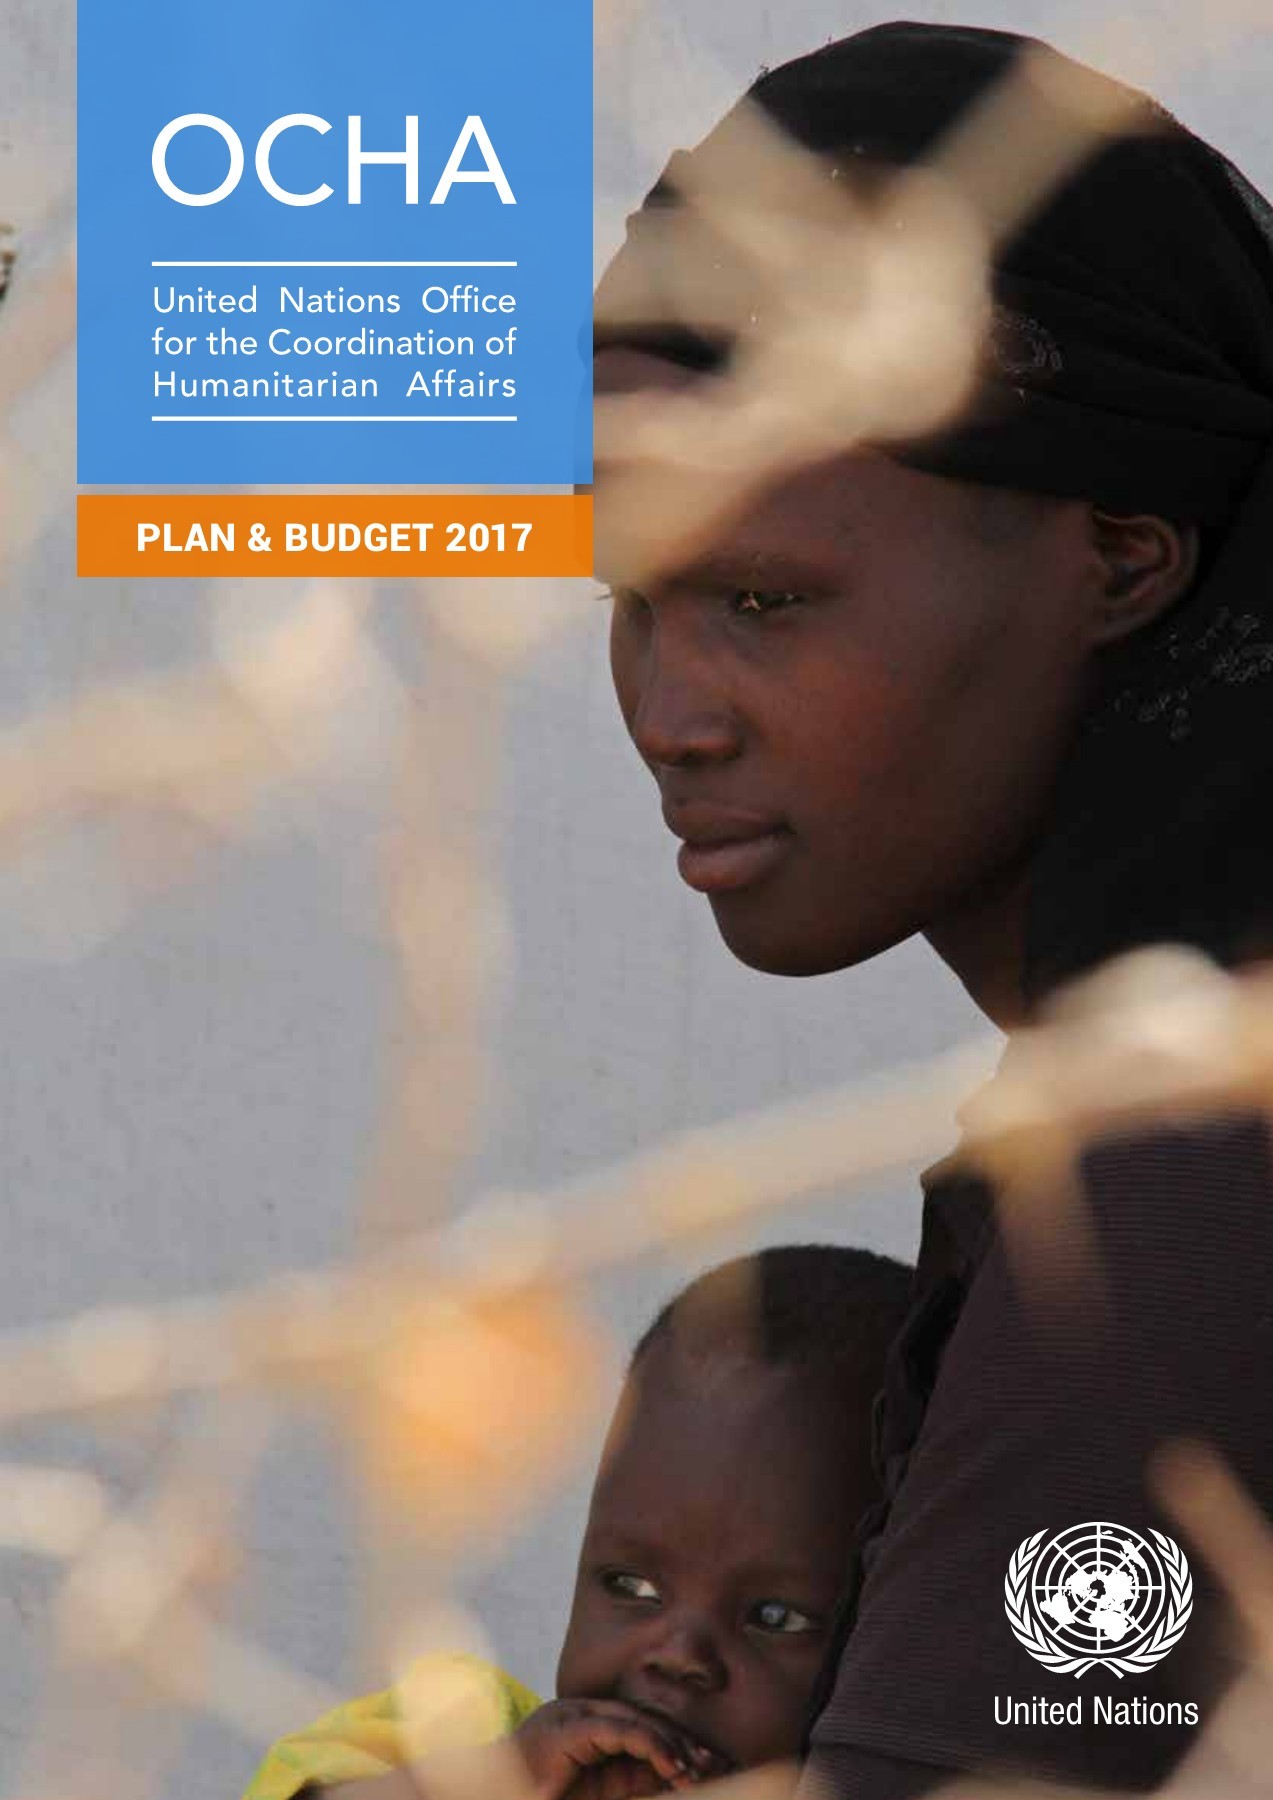 OCHA
United Nations Office
for the Coordination of
Humanitarian Affairs
PLAN & BUDGET 2017
United Nations